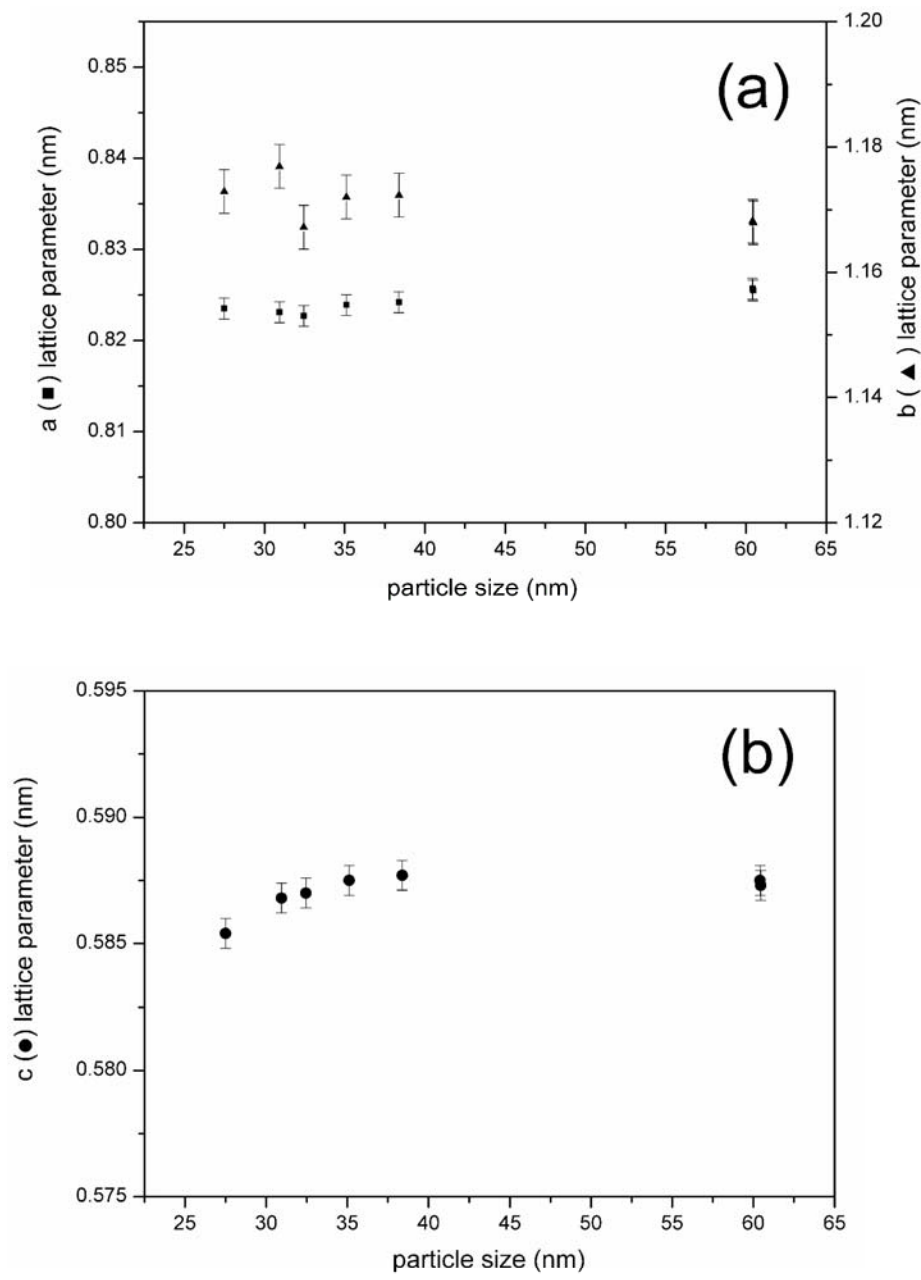 (a)
a (■) lattice parameter (nm)
0.85
0.84
0.83
0.82
0.81
0.80
b (▲) lattice parameter (nm)
1.20
1.18
1.16
1.14
1.12
25 30 35 40 45 50 55 60 65
particle size (nm)
(b)
c (●) lattice parameter (nm)
0.595
0.590
0.585
0.580
0.575
25 30 35 40 45 50 55 60 65
particle size (nm)